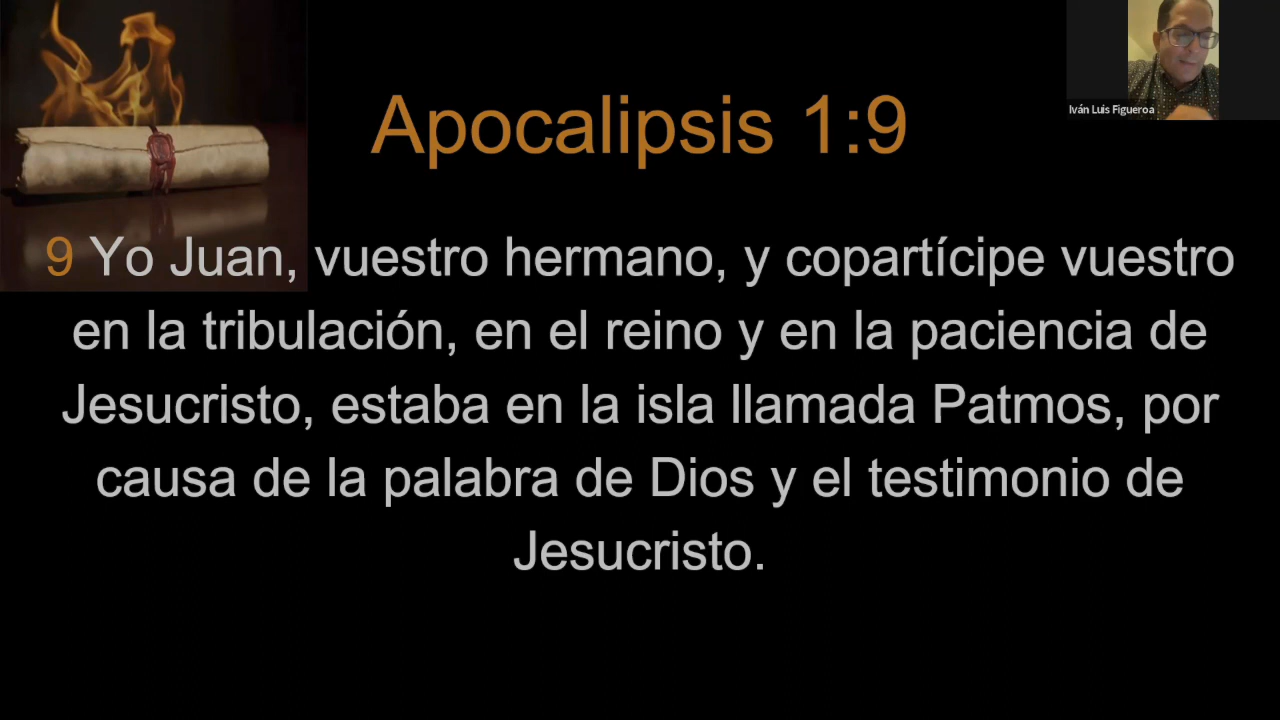 Iván Luis Figueroa
Apocalipsis 1:9
9 Yo Juan, vuestro hermano, y copartícipe vuestro
en la tribulación, en el reino y en la paciencia de
Jesucristo, estaba en la isla llamada Patmos, por
causa de la palabra de Dios y el testimonio de
Jesucristo.